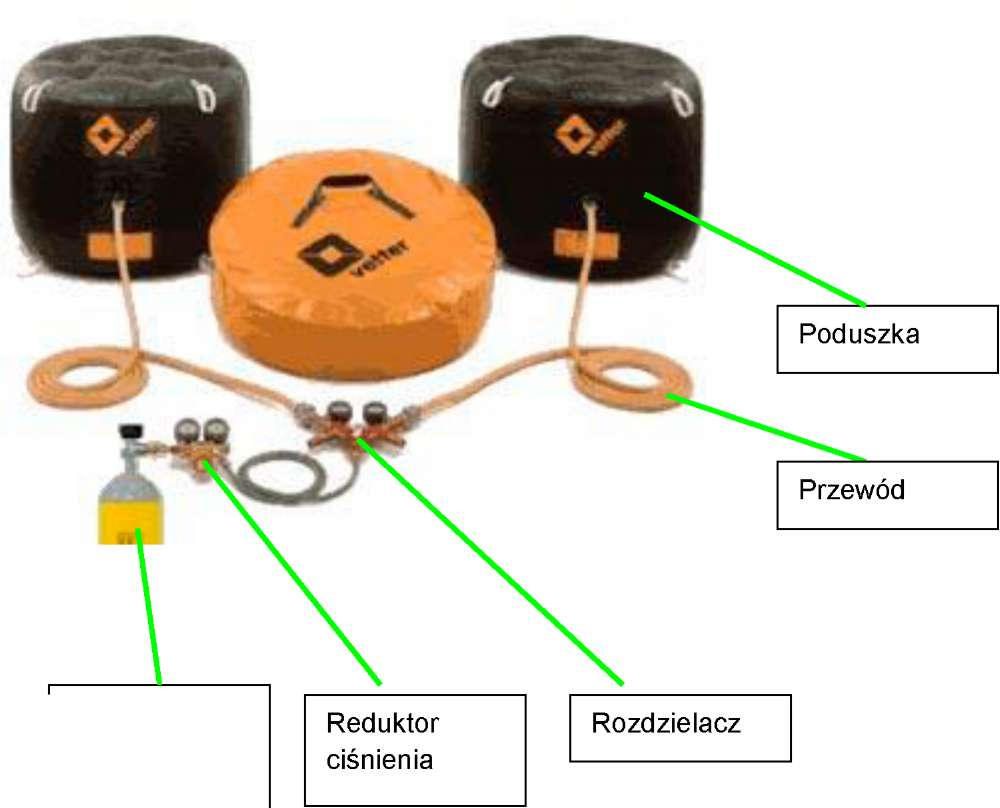 vetter
vetter
vetter
Poduszka
Przewód
Reduktor
ciśnienia
Rozdzielacz